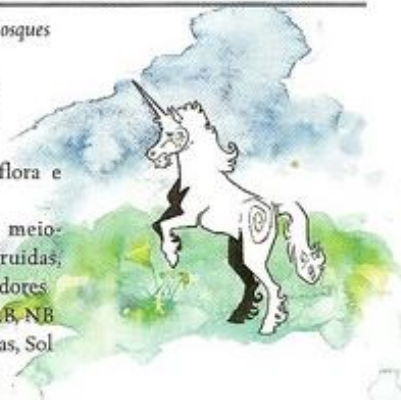 osques
flora e
meio-
ruidas,
dores
B, NB
as, Sol